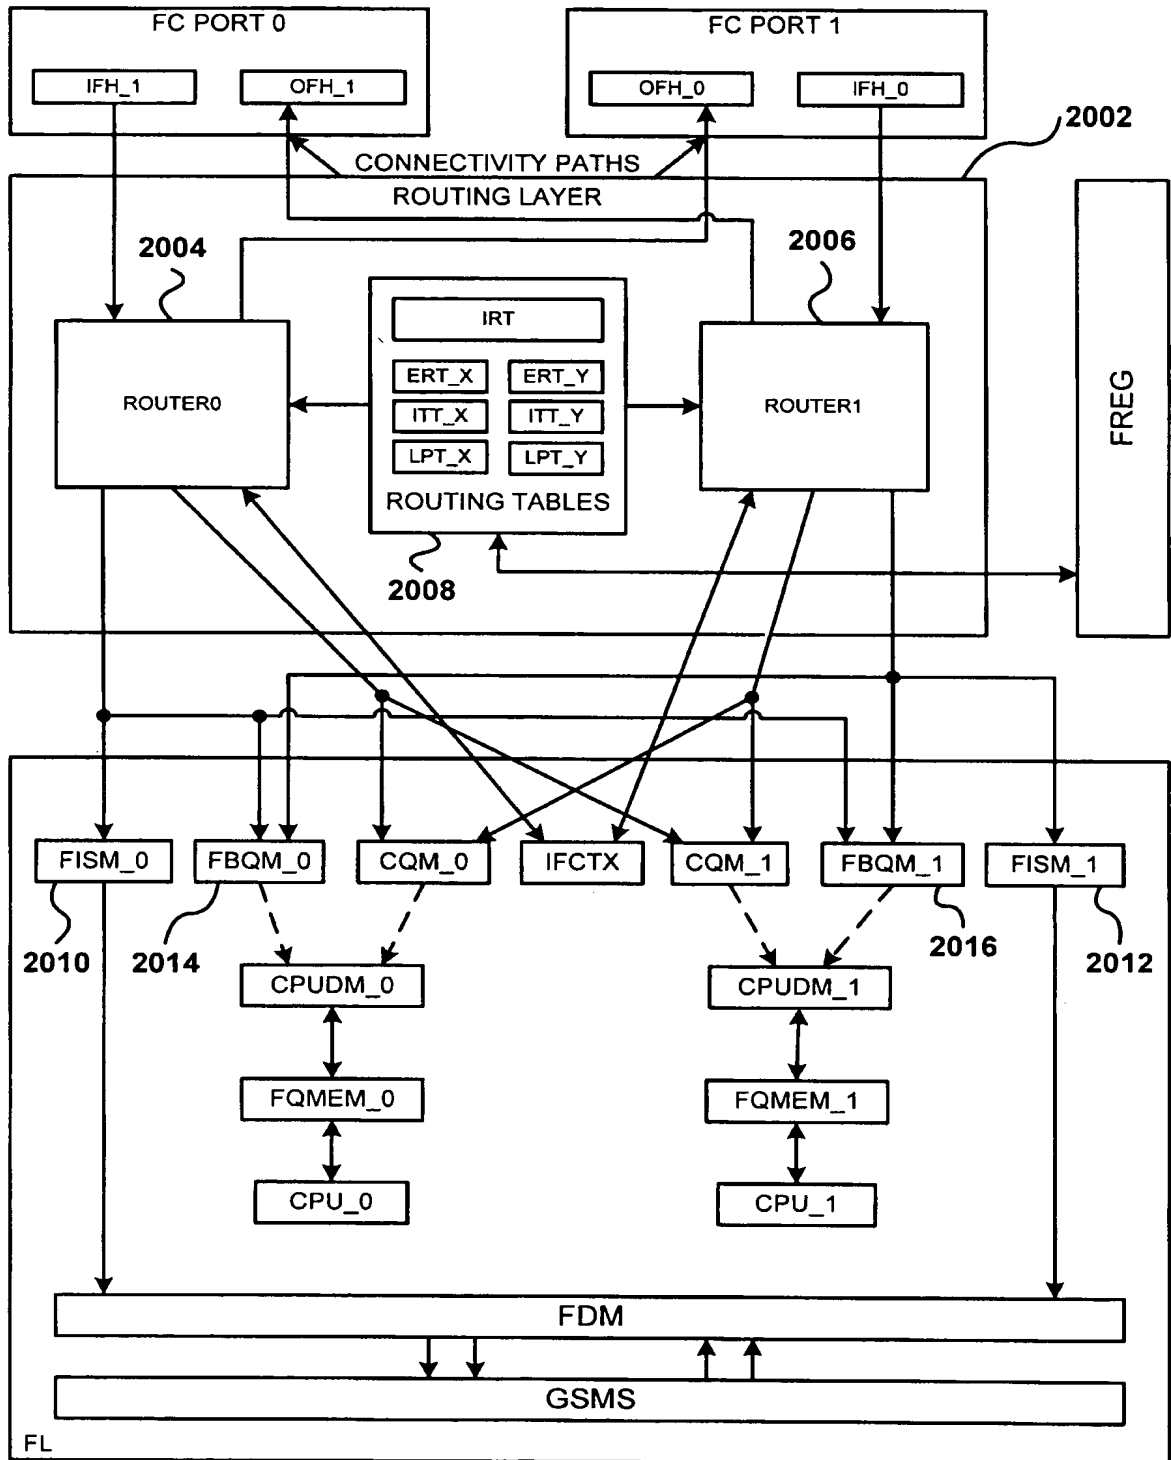 FC PORT 0
FC PORT 1
IFH_1
OFH_1
OFH_0
IFH_0
2002
CONNECTIVITY PATHS
ROUTING LAYER
2004
2006
IRT
ERT_X
ERT_Y
ROUTER0
ITT_X
ITT_Y
ROUTER1
LPT_X
LPT_Y
ROUTING TABLES
FREG
2008
FISM_0
FBQM_0
CQM_0
IFCTX
CQM_1
FBQM_1
FISM_1
2010
2014
2016
2012
CPUDM_0
CPUDM_1
FQMEM_0
FQMEM_1
CPU_0
CPU_1
FDM
GSMS
FL